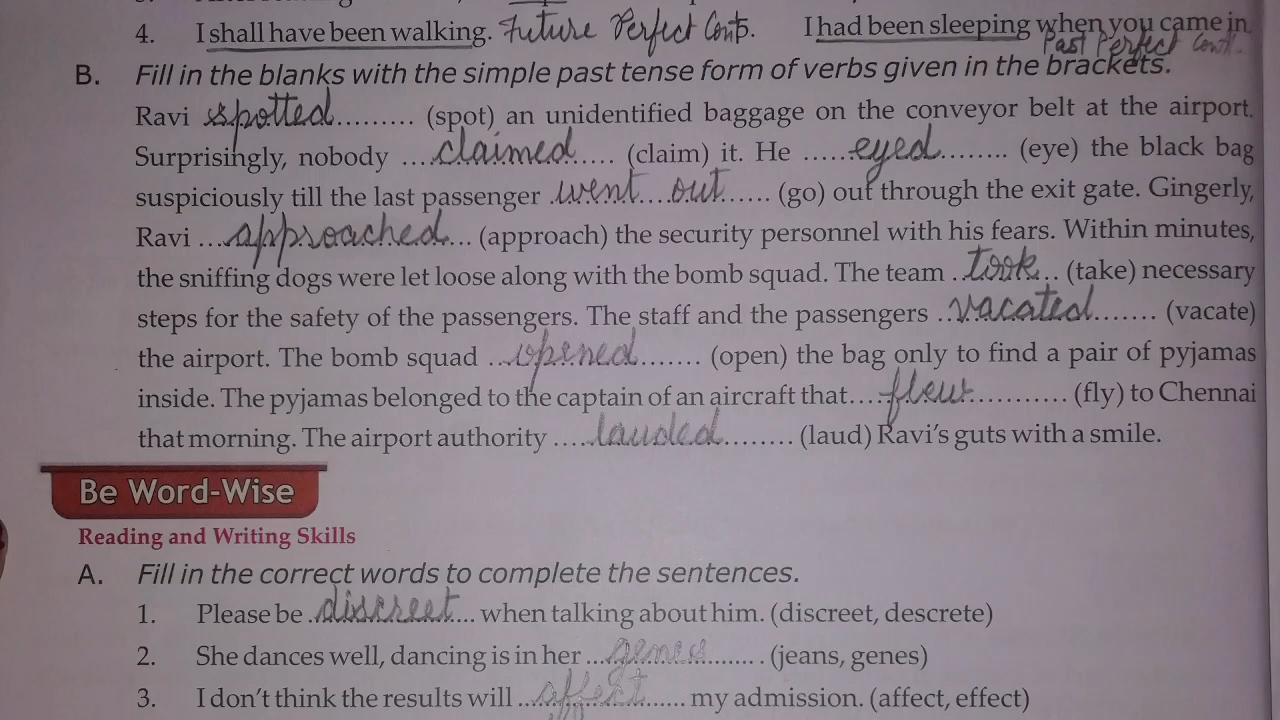 4. I shall have been walking. Future Perfect Cont. I had been sleeping when you came in.
Past Perfect Cont.
B. Fill in the blanks with the simple past tense form of verbs given in the brackets.
Ravi spotted......... (spot) an unidentified baggage on the conveyor belt at the airport.
Surprisingly, nobody ...claimed.... (claim) it. He .....eyed........ (eye) the black bag
suspiciously till the last passenger .went....out...... (go) out through the exit gate. Gingerly,
Ravi ...approached... (approach) the security personnel with his fears. Within minutes,
the sniffing dogs were let loose along with the bomb squad. The team ..took... (take) necessary
steps for the safety of the passengers. The staff and the passengers ..vacated....... (vacate)
the airport. The bomb squad ...opened....... (open) the bag only to find a pair of pyjamas
inside. The pyjamas belonged to the captain of an aircraft that....flew............ (fly) to Chennai
that morning. The airport authority ....lauded........ (laud) Ravi's guts with a smile.
Be Word-Wise
Reading and Writing Skills
A. Fill in the correct words to complete the sentences.
1. Please be .discreet... when talking about him. (discreet, descrete)
2. She dances well, dancing is in her ...genes....... . (jeans, genes)
3. I don't think the results will ...affect...... my admission. (affect, effect)